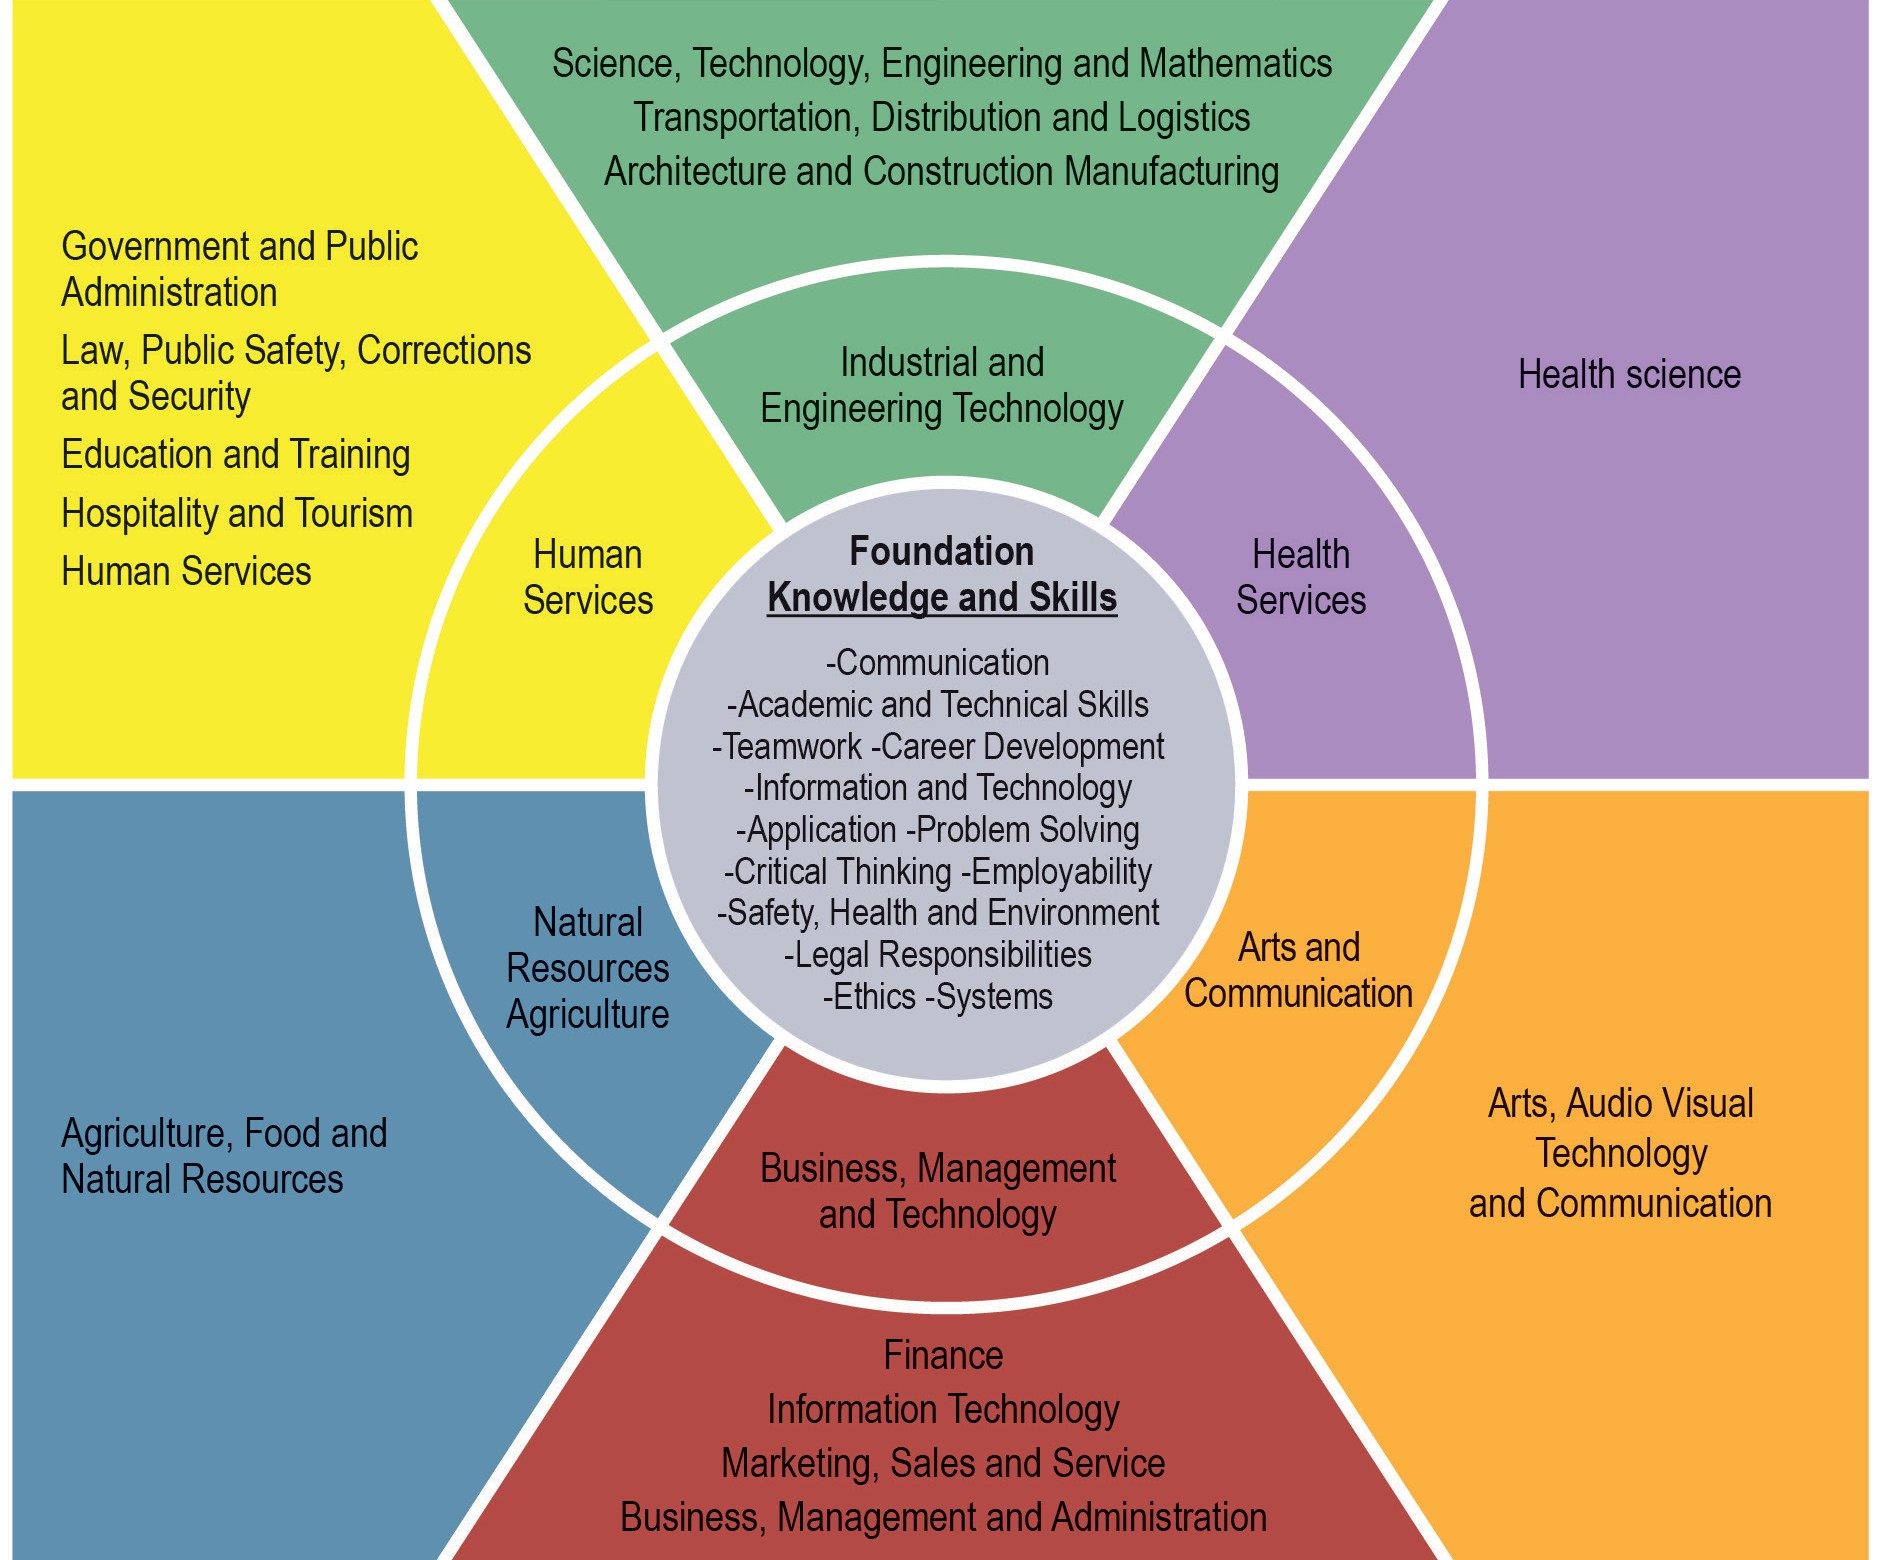 Science, Technology, Engineering and Mathematics
Transportation, Distribution and Logistics
Architecture and Construction Manufacturing
Government and Public
Administration
Law, Public Safety, Corrections
and Security
Education and Training
Hospitality and Tourism
Human Services
Industrial and
Engineering Technology
Health science
Human
Services
Health
Services
Foundation
Knowledge and Skills
-Communication
-Academic and Technical Skills
-Teamwork -Career Development
-Information and Technology
-Application -Problem Solving
-Critical Thinking -Employability
-Safety, Health and Environment
-Legal Responsibilities
-Ethics -Systems
Natural
Resources
Agriculture
Arts and
Communication
Agriculture, Food and
Natural Resources
Business, Management
and Technology
Arts, Audio Visual
Technology
and Communication
Finance
Information Technology
Marketing, Sales and Service
Business, Management and Administration